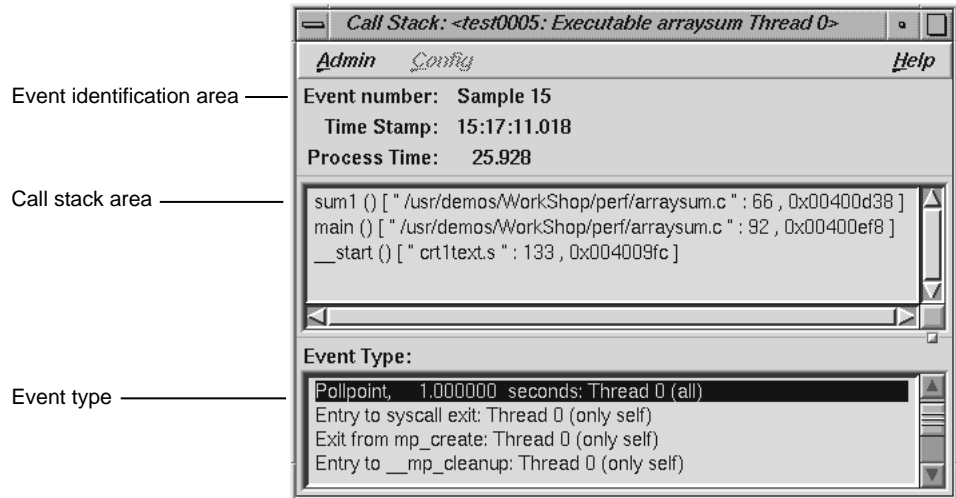 Call Stack: <test0005: Executable arraysum Thread 0>
Admin Config Help
Event identification area
Event number: Sample 15
Time Stamp: 15:17:11.018
Process Time: 25.928
Call stack area
sum1 () [ " /usr/demos/WorkShop/perf/arraysum.c " : 66 , 0x00400d38 ]
main () [ " /usr/demos/WorkShop/perf/arraysum.c " : 92 , 0x00400ef8 ]
__start () [ " crt1text.s " : 133 , 0x004009fc ]
Event Type:
Event type
Pollpoint, 1.000000 seconds: Thread 0 (all)
Entry to syscall exit: Thread 0 (only self)
Exit from mp_create: Thread 0 (only self)
Entry to __mp_cleanup: Thread 0 (only self)